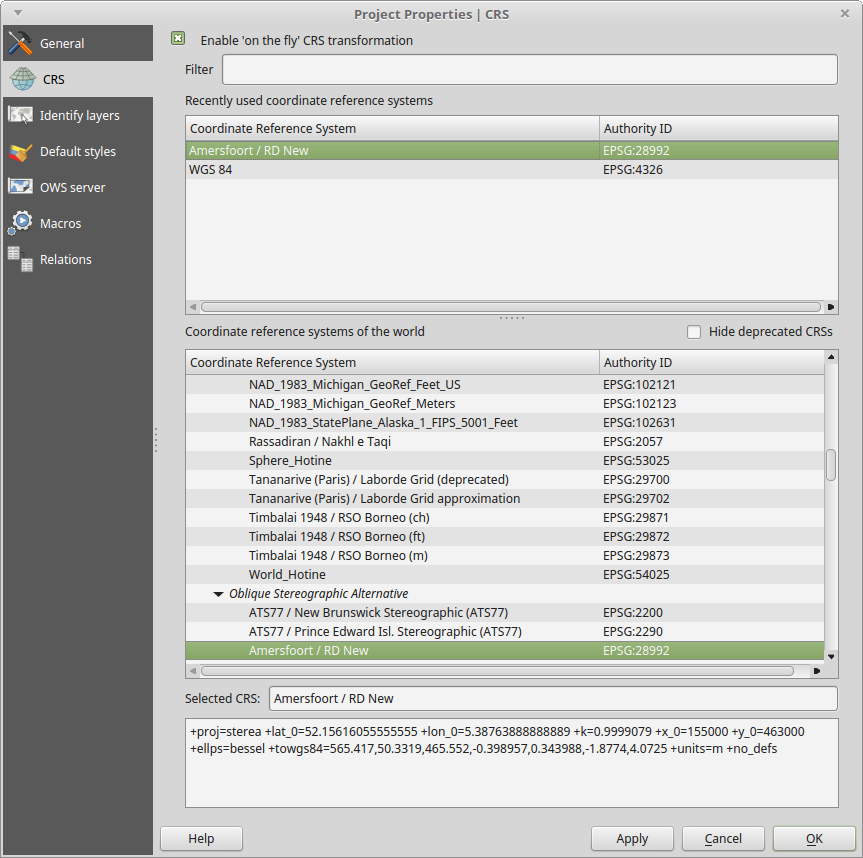 Project Properties | CRS
General
CRS
Identify layers
Default styles
OWS server
Macros
Relations
Enable 'on the fly' CRS transformation
Filter
Recently used coordinate reference systems
Coordinate Reference System Authority ID
Amersfoort / RD New EPSG:28992
WGS 84 EPSG:4326
Coordinate reference systems of the world Hide deprecated CRSs
Coordinate Reference System Authority ID
NAD_1983_Michigan_GeoRef_Feet_US EPSG:102121
NAD_1983_Michigan_GeoRef_Meters EPSG:102123
NAD_1983_StatePlane_Alaska_1_FIPS_5001_Feet EPSG:102631
Rassadiran / Nakhl e Taqi EPSG:2057
Sphere_Hotine EPSG:53025
Tananarive (Paris) / Laborde Grid (deprecated) EPSG:29700
Tananarive (Paris) / Laborde Grid approximation EPSG:29702
Timbalai 1948 / RSO Borneo (ch) EPSG:29871
Timbalai 1948 / RSO Borneo (ft) EPSG:29872
Timbalai 1948 / RSO Borneo (m) EPSG:29873
World_Hotine EPSG:54025
Oblique Stereographic Alternative
ATS77 / New Brunswick Stereographic (ATS77) EPSG:2200
ATS77 / Prince Edward Isl. Stereographic (ATS77) EPSG:2290
Amersfoort / RD New EPSG:28992
Selected CRS: Amersfoort / RD New
+proj=sterea +lat_0=52.15616055555555 +lon_0=5.38763888888889 +k=0.9999079 +x_0=155000 +y_0=463000
+ellps=bessel +towgs84=565.417,50.3319,465.552,-0.398957,0.343988,-1.8774,4.0725 +units=m +no_defs
Help Apply Cancel OK